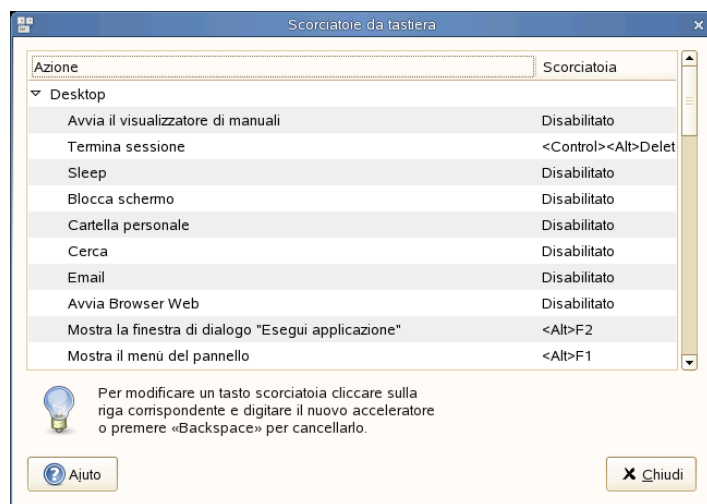 Scorciatoie da tastiera
Azione Scorciatoia
Desktop
Avvia il visualizzatore di manuali Disabilitato
Termina sessione <Control><Alt>Delet
Sleep Disabilitato
Blocca schermo Disabilitato
Cartella personale Disabilitato
Cerca Disabilitato
Email Disabilitato
Avvia Browser Web Disabilitato
Mostra la finestra di dialogo "Esegui applicazione" <Alt>F2
Mostra il menù del pannello <Alt>F1
Per modificare un tasto scorciatoia cliccare sulla
riga corrispondente e digitare il nuovo acceleratore
o premere «Backspace» per cancellarlo.
Aiuto Chiudi